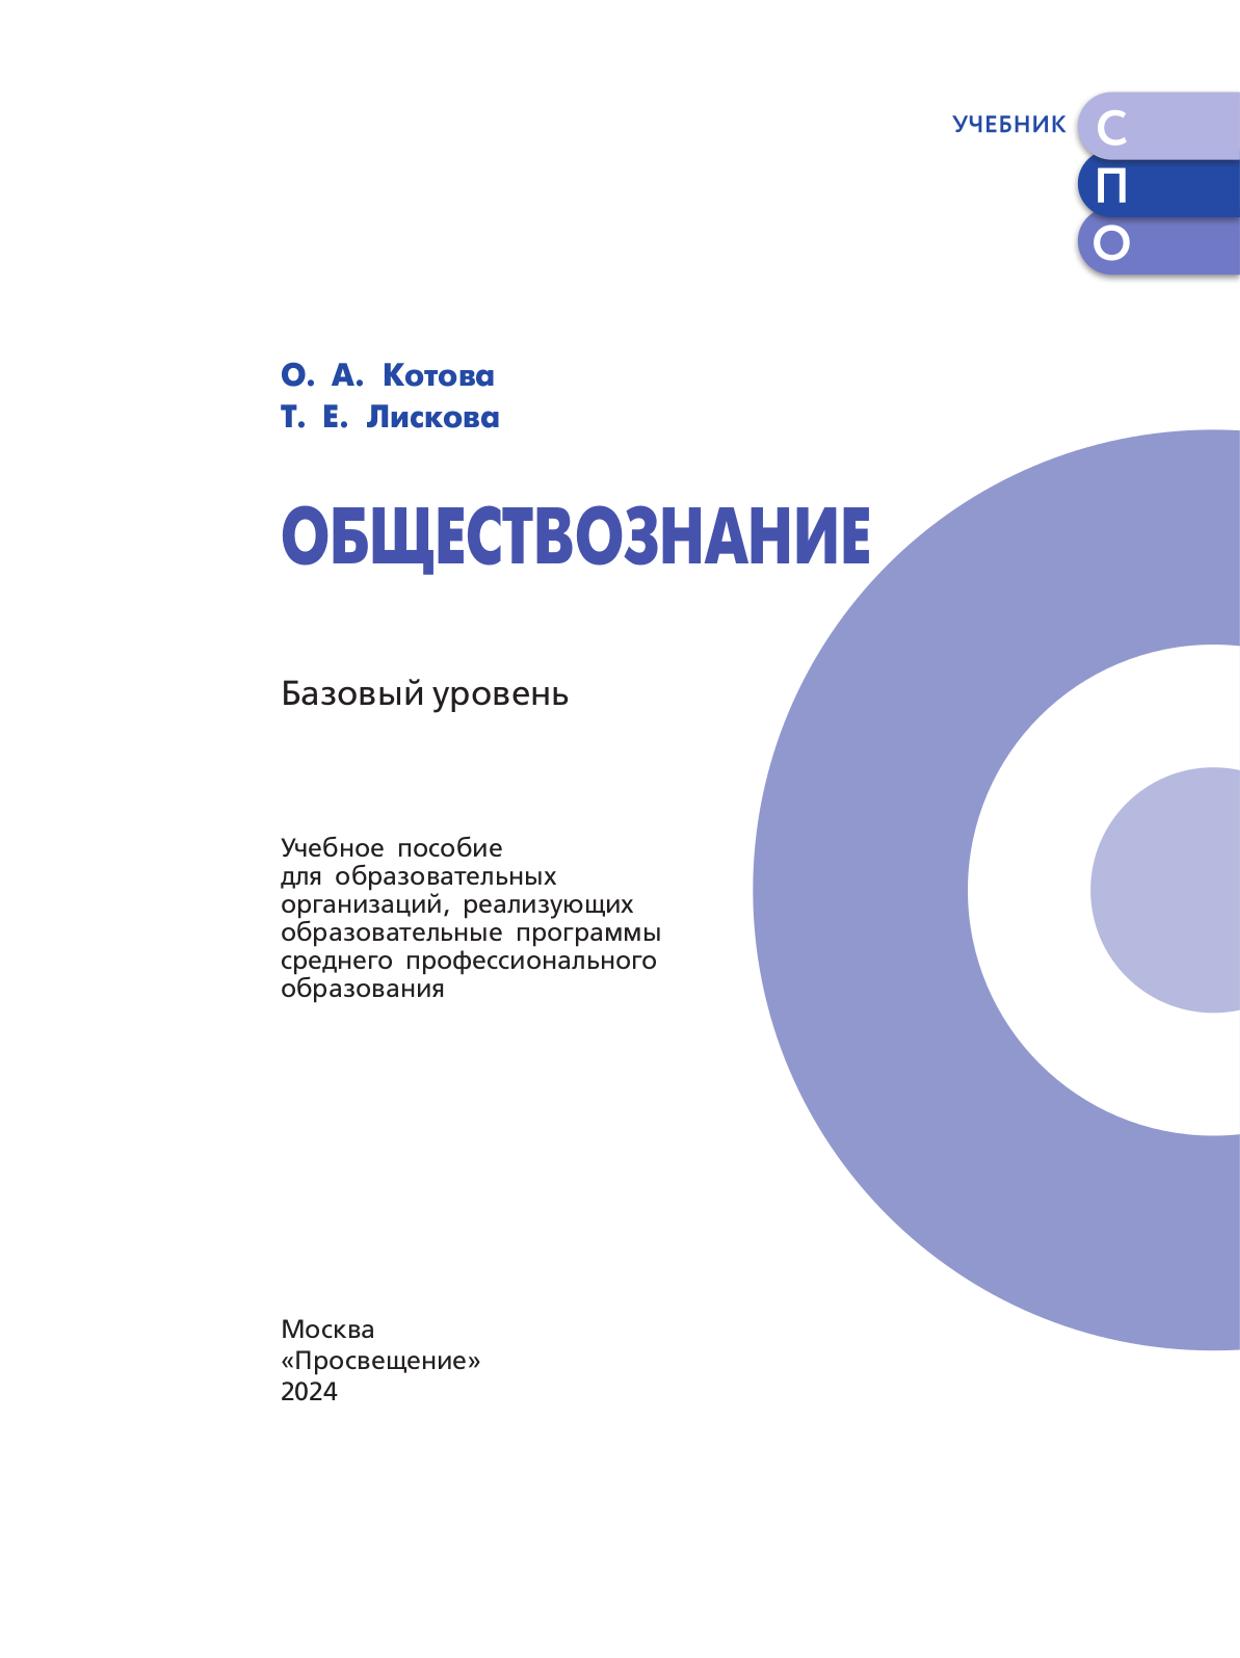 УЧЕБНИК
С
П
О
О. А. Котова
Т. Е. Лискова
ОБЩЕСТВОЗНАНИЕ
Базовый уровень
Учебное пособие
для образовательных
организаций, реализующих
образовательные программы
среднего профессионального
образования
Москва
«Просвещение»
2024